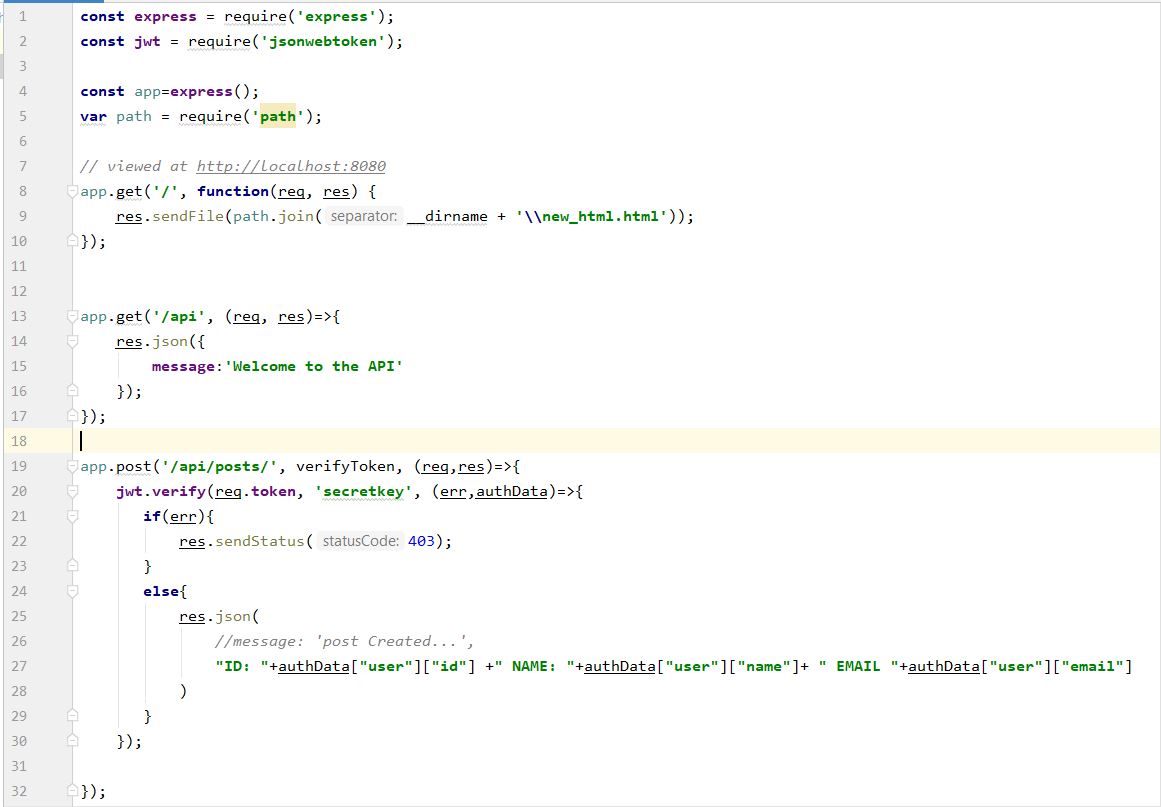 1 const express = require('express');
2 const jwt = require('jsonwebtoken');
3
4 const app=express();
5 var path = require('path');
6
7 // viewed at http://localhost:8080
8 app.get('/', function(req, res) {
9 res.sendFile(path.join( separator: __dirname + '\\new_html.html'));
10 });
11
12
13 app.get('/api', (req, res)=>{
14 res.json({
15 message:'Welcome to the API'
16 });
17 });
18
19 app.post('/api/posts/', verifyToken, (req,res)=>{
20 jwt.verify(req.token, 'secretkey', (err,authData)=>{
21 if(err){
22 res.sendStatus( statusCode: 403);
23 }
24 else{
25 res.json(
26 //message: 'post Created...',
27 "ID: "+authData["user"]["id"] +" NAME: "+authData["user"]["name"]+ " EMAIL "+authData["user"]["email"]
28 )
29 }
30 });
31
32 });